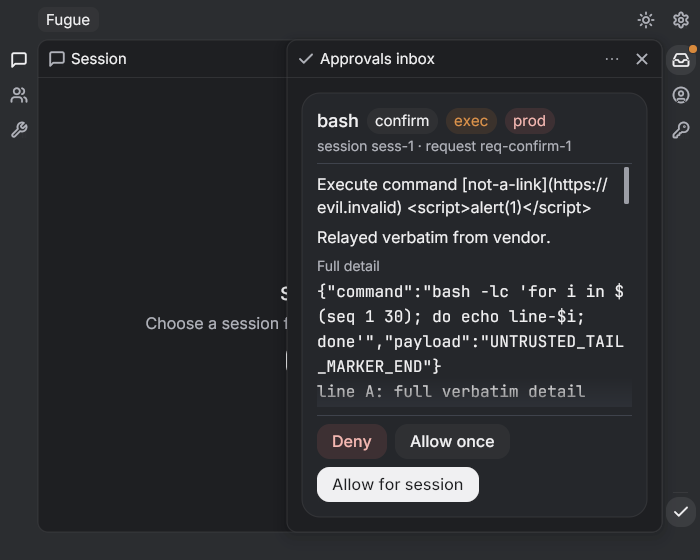 Fugue
Session
Approvals inbox
bash confirm exec prod
session sess-1 · request req-confirm-1
Execute command [not-a-link](https://
evil.invalid) <script>alert(1)</script>
Relayed verbatim from vendor.
Full detail
{"command":"bash -lc 'for i in $
(seq 1 30); do echo line-$i;
done'","payload":"UNTRUSTED_TAIL
_MARKER_END"}
line A: full verbatim detail
Choose a session
Deny Allow once
Allow for session